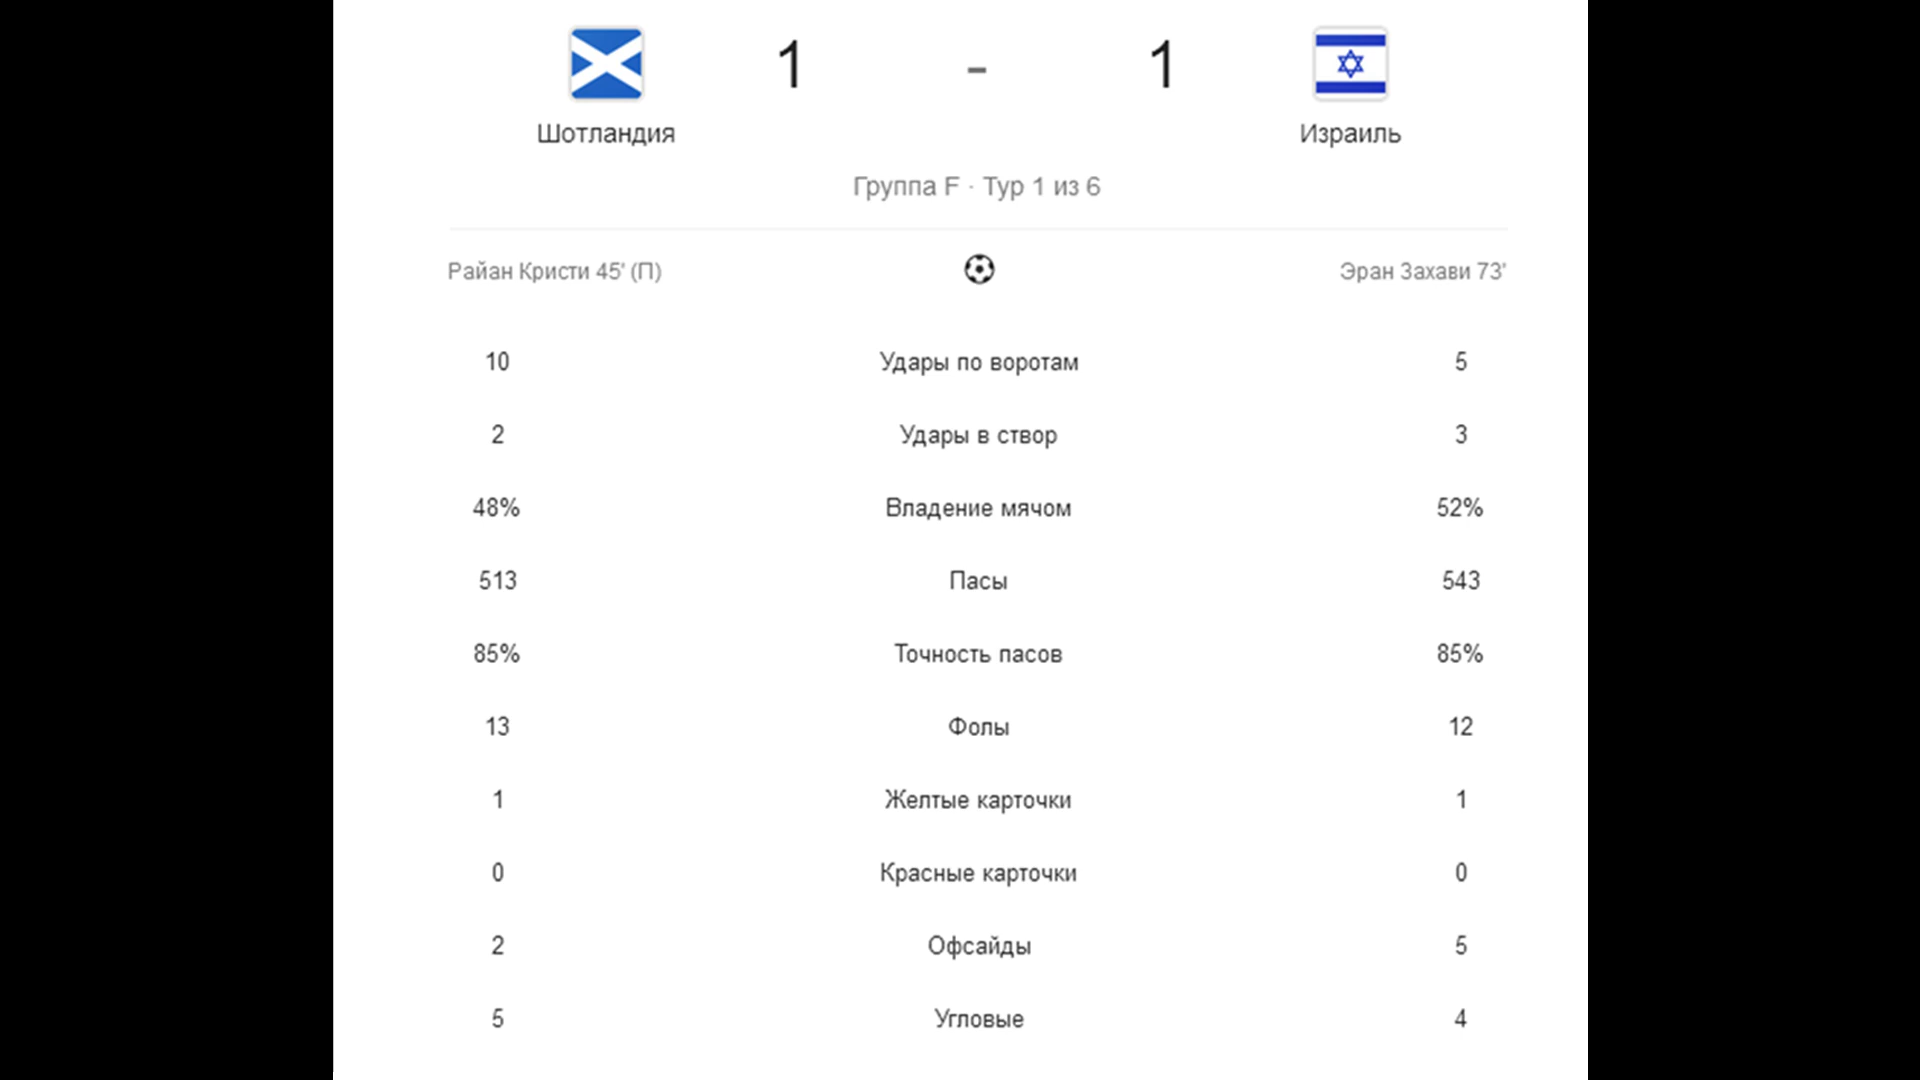 1 - 1
Шотландия Израиль
Группа F · Тур 1 из 6
Райан Кристи 45' (П) Эран Захави 73'
10 Удары по воротам 5
2 Удары в створ 3
48% Владение мячом 52%
513 Пасы 543
85% Точность пасов 85%
13 Фолы 12
1 Желтые карточки 1
0 Красные карточки 0
2 Офсайды 5
5 Угловые 4